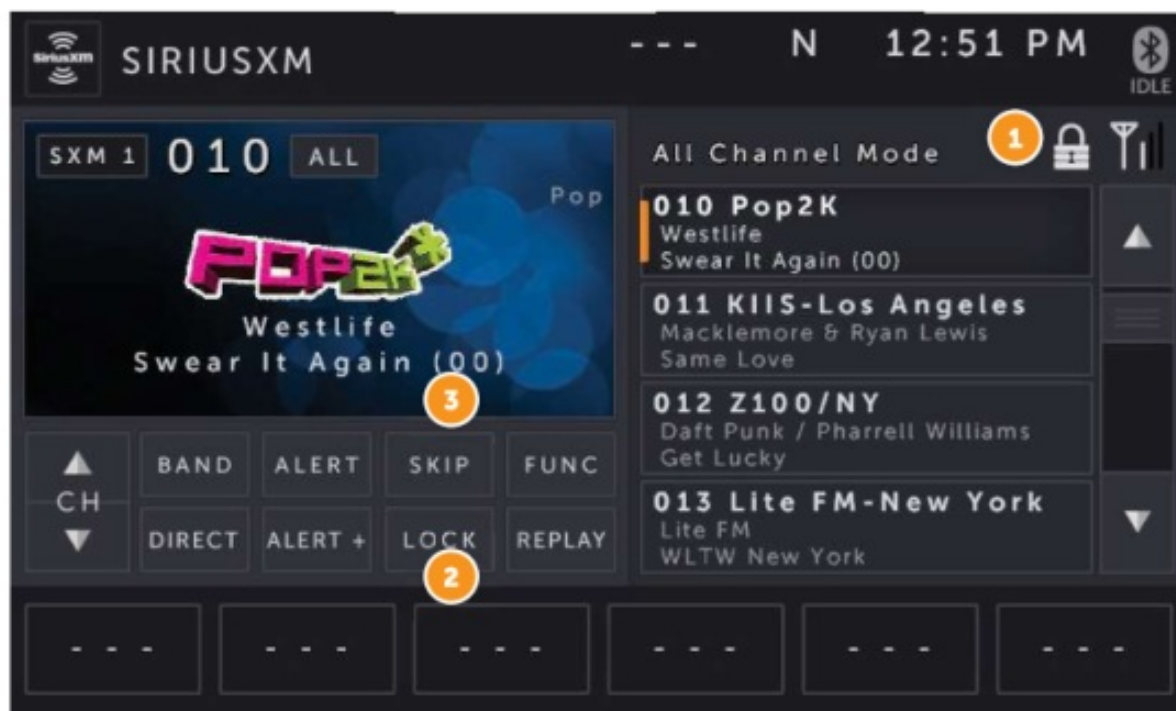 SiriusXM
SIRIUSXM
--- N 12:51 PM
IDLE
SXM 1 010 ALL
Pop
POP2K*
Westlife
Swear It Again (00)
3
CH
BAND ALERT SKIP FUNC
DIRECT ALERT + LOCK REPLAY
2
All Channel Mode
1
010 Pop2K
Westlife
Swear It Again (00)
011 KIIS-Los Angeles
Macklemore & Ryan Lewis
Same Love
012 Z100/NY
Daft Punk / Pharrell Williams
Get Lucky
013 Lite FM-New York
Lite FM
WLTW New York
--- --- --- --- --- ---